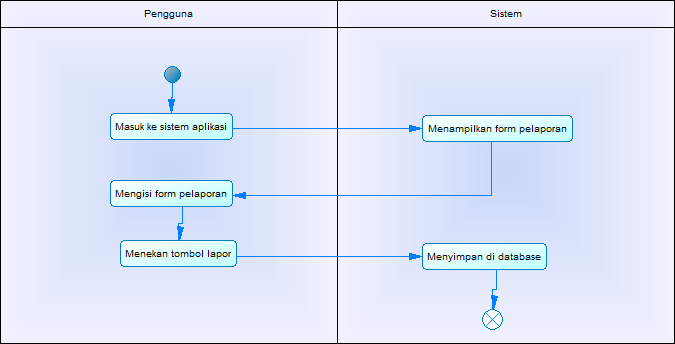 Pengguna
Sistem
Masuk ke sistem aplikasi
Menampilkan form pelaporan
Mengisi form pelaporan
Menekan tombol lapor
Menyimpan di database